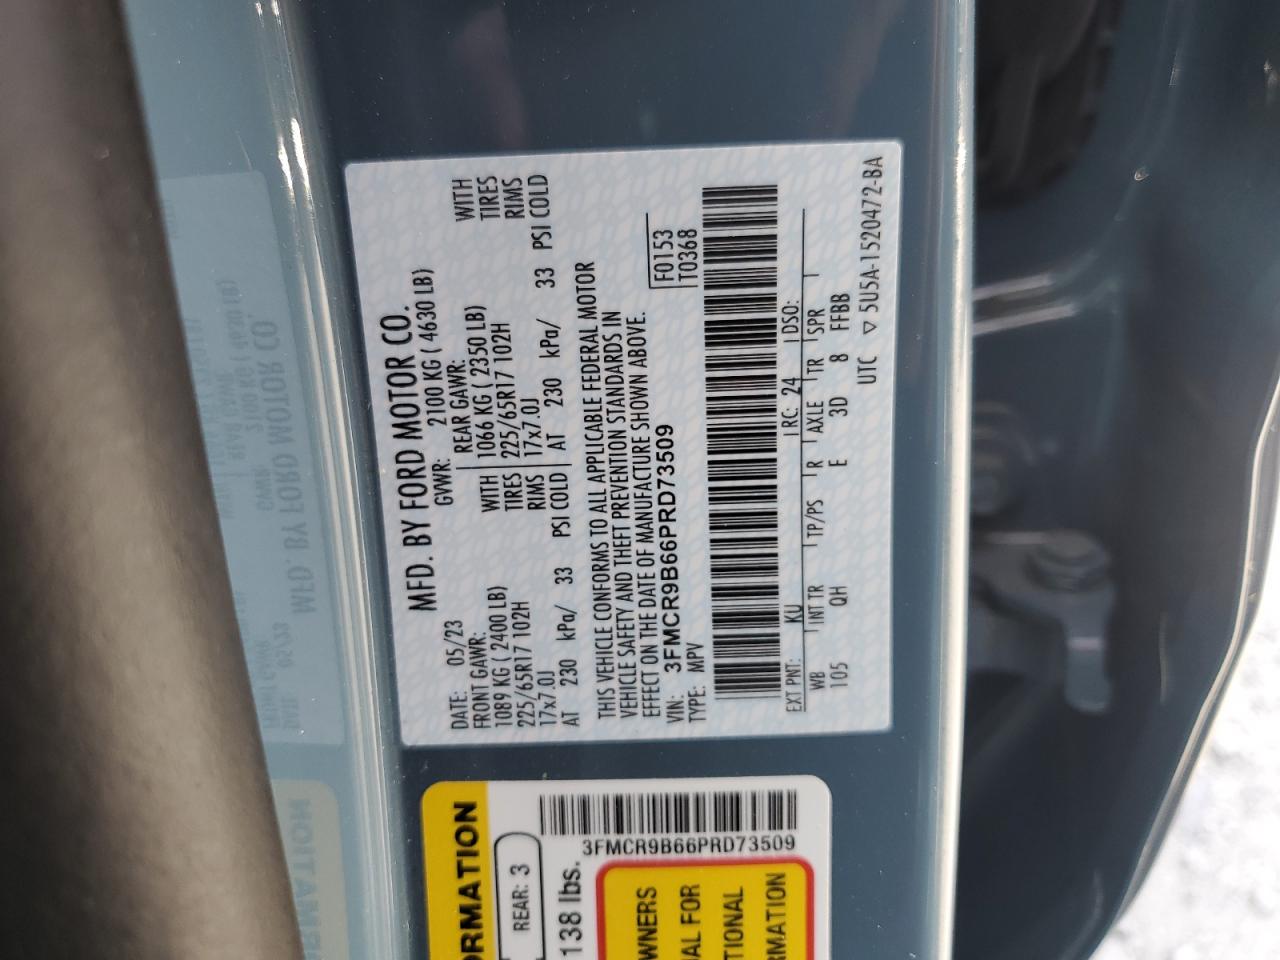 MFD. BY FORD MOTOR CO.
DATE: 05/23 GVWR: 2100 KG ( 4630 LB)
FRONT GAWR: REAR GAWR:
1089 KG ( 2400 LB) WITH 1066 KG ( 2350 LB) WITH
225/65R17 102H TIRES 225/65R17 102H TIRES
17x7.0J RIMS 17x7.0J RIMS
AT 230 kPa/ 33 PSI COLD AT 230 kPa/ 33 PSI COLD
THIS VEHICLE CONFORMS TO ALL APPLICABLE FEDERAL MOTOR
VEHICLE SAFETY AND THEFT PREVENTION STANDARDS IN
EFFECT ON THE DATE OF MANUFACTURE SHOWN ABOVE.
VIN: 3FMCR9B66PRD73509 F0153
TYPE: MPV T0368
EXT PNT: KU RC: 24 DSO:
WB INT TR TP/PS R AXLE TR SPR
105 QH E 3D 8 FFBB
UTC ▽ 5U5A-1520472-BA
ORMATION
REAR: 3
138 lbs.
3FMCR9B66PRD73509
WNERS
AL FOR
TIONAL
RMATION